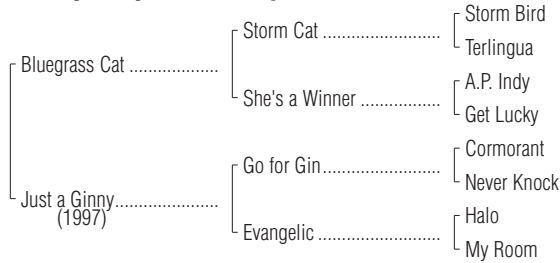 Storm Bird
Storm Cat ........................
Terlingua
Bluegrass Cat ..................
A.P. Indy
She's a Winner ................
Get Lucky
Cormorant
Go for Gin........................
Never Knock
Just a Ginny.....................
(1997)
Halo
Evangelic .........................
My Room